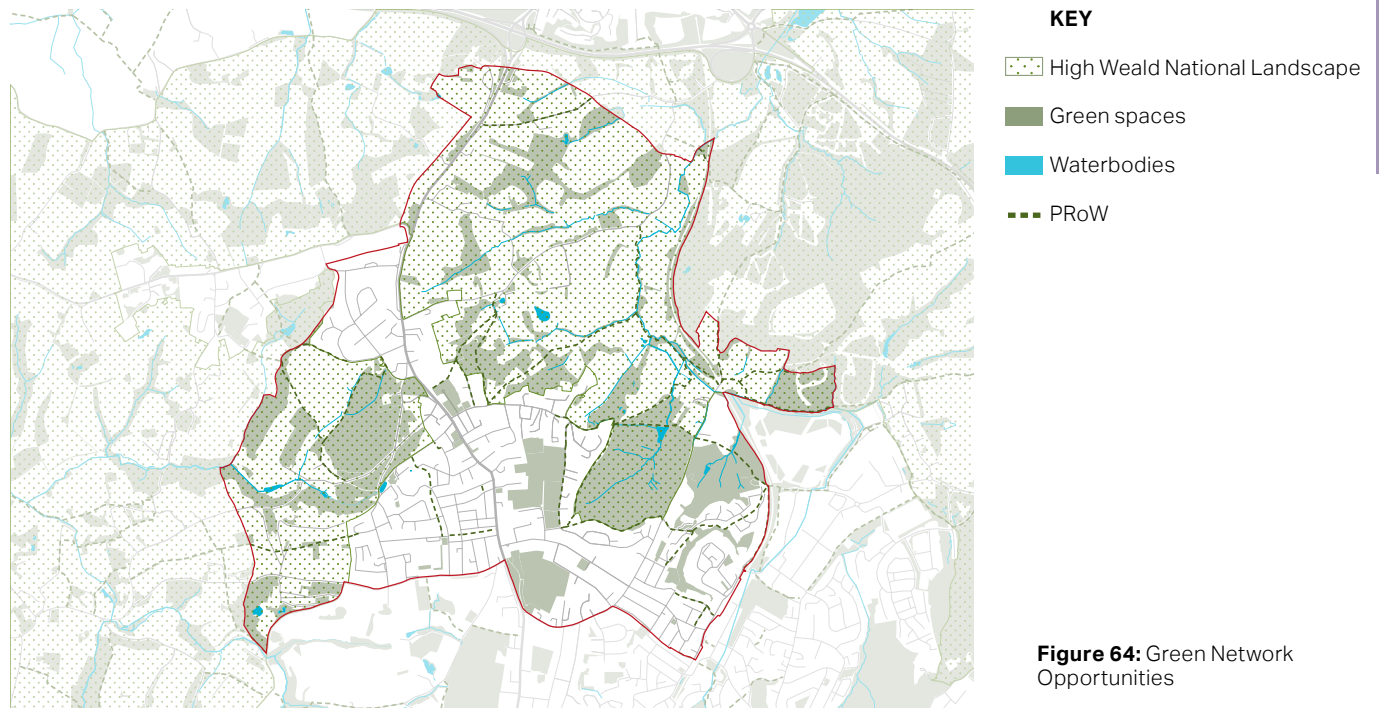 KEY
High Weald National Landscape
Green spaces
Waterbodies
PRoW
Figure 64: Green Network
Opportunities